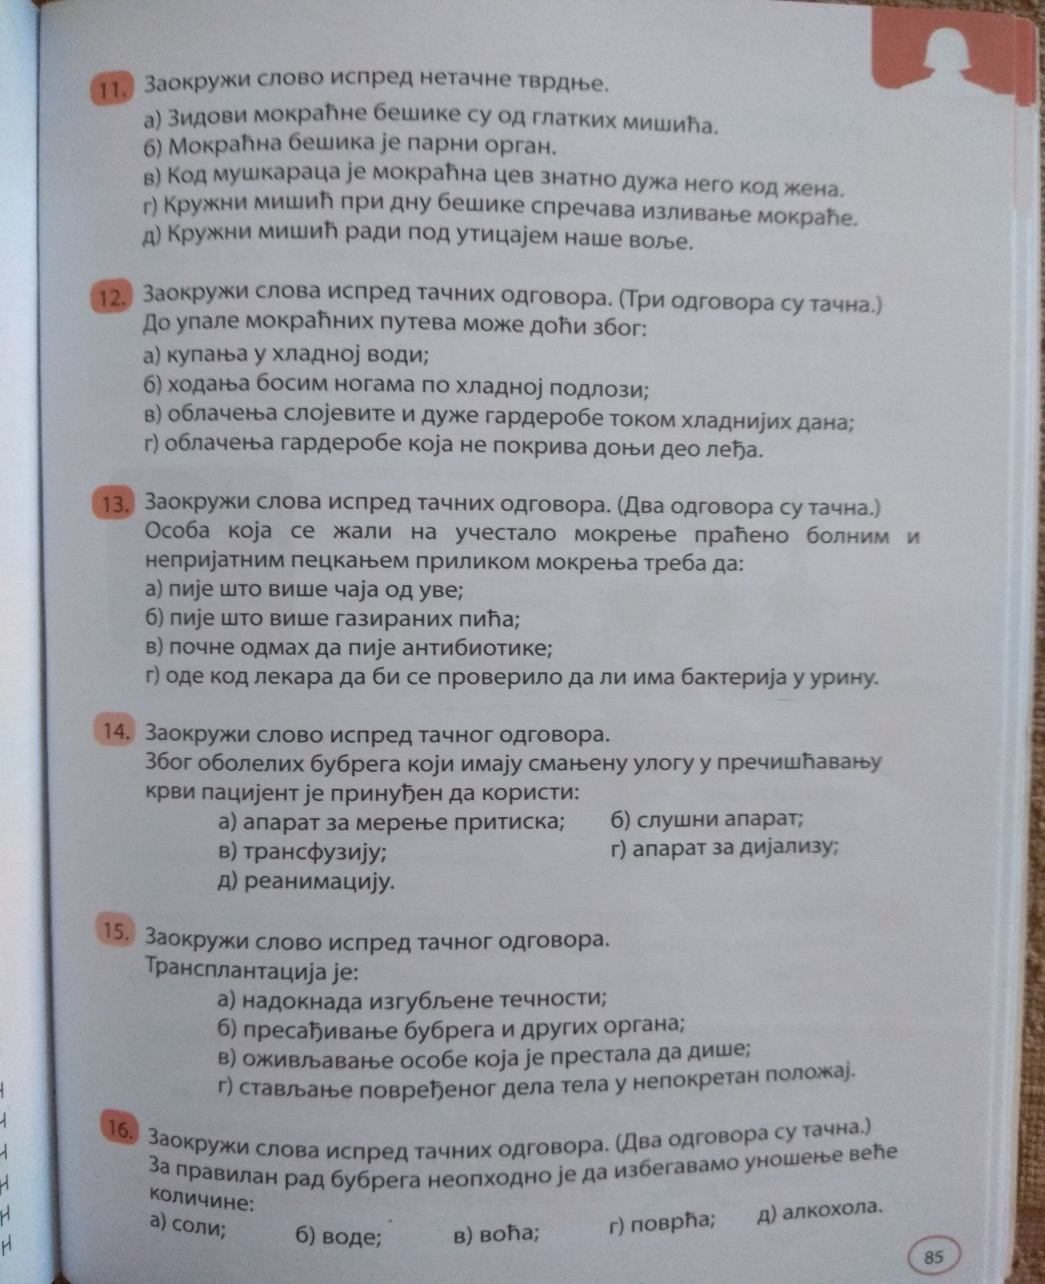 11. Заокружи слово испред нетачне тврдње.
а) Зидови мокраћне бешике су од глатких мишића.
б) Мокраћна бешика је парни орган.
в) Код мушкараца је мокраћна цев знатно дужа него код жена.
г) Кружни мишић при дну бешике спречава изливање мокраће.
д) Кружни мишић ради под утицајем наше воље.
12. Заокружи слова испред тачних одговора. (Три одговора су тачна.)
До упале мокраћних путева може доћи због:
а) купања у хладној води;
б) ходања босим ногама по хладној подлози;
в) облачења слојевите и дуже гардеробе током хладнијих дана;
г) облачења гардеробе која не покрива доњи део леђа.
13. Заокружи слова испред тачних одговора. (Два одговора су тачна.)
Особа која се жали на учестало мокрење праћено болним и
непријатним пецкањем приликом мокрења треба да:
а) пије што више чаја од уве;
б) пије што више газираних пића;
в) почне одмах да пије антибиотике;
г) оде код лекара да би се проверило да ли има бактерија у урину.
14. Заокружи слово испред тачног одговора.
Због оболелих бубрега који имају смањену улогу у пречишћавању
крви пацијент је принуђен да користи:
а) апарат за мерење притиска; б) слушни апарат;
в) трансфузију; г) апарат за дијализу;
д) реанимацију.
15. Заокружи слово испред тачног одговора.
Трансплантација је:
а) надокнада изгубљене течности;
б) пресађивање бубрега и других органа;
в) оживљавање особе која је престала да дише;
г) стављање повређеног дела тела у непокретан положај.
16. Заокружи слова испред тачних одговора. (Два одговора су тачна.)
За правилан рад бубрега неопходно је да избегавамо уношење веће
количине:
а) соли; б) воде; в) воћа; г) поврћа; д) алкохола.
85